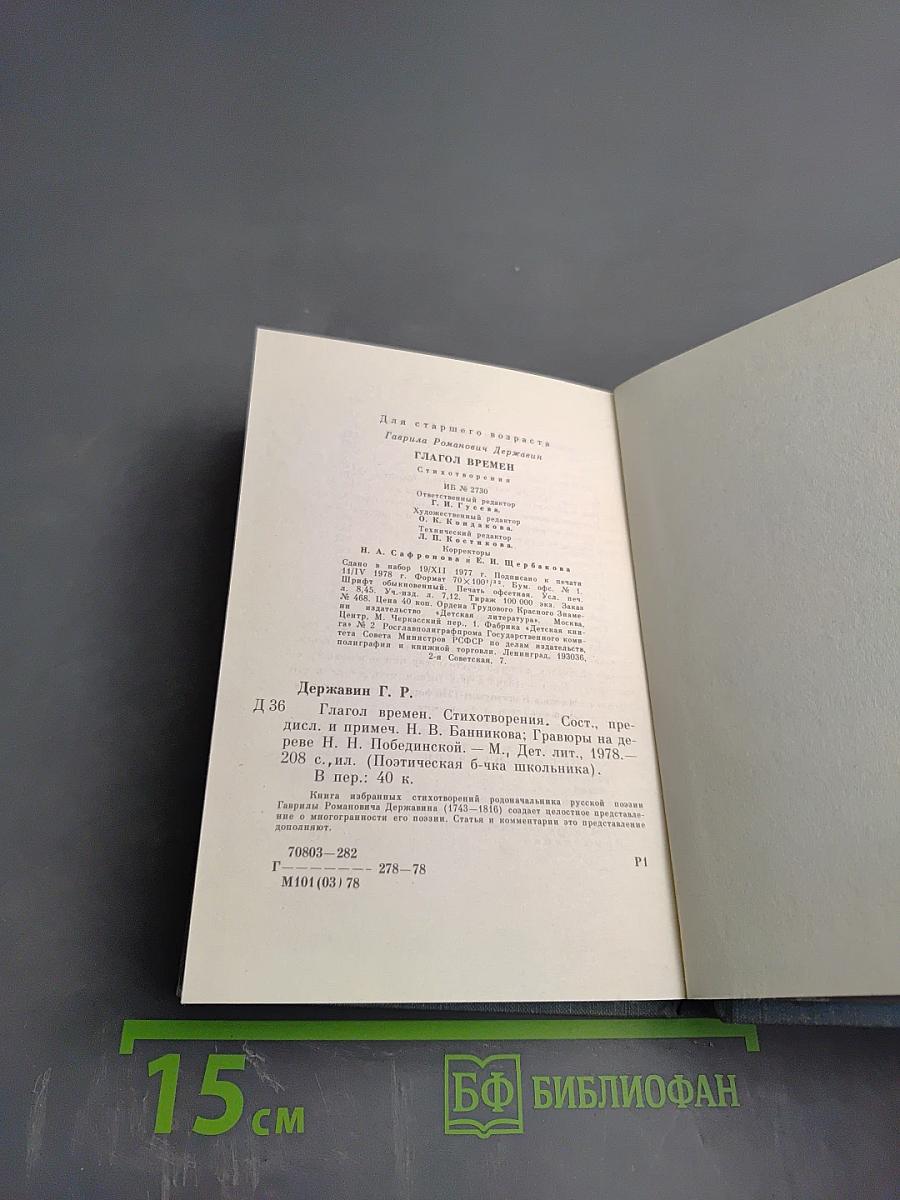 Для старшего возраста
Гаврила Романович Державин
ГЛАГОЛ ВРЕМЕН
Стихотворения
ИБ № 2730
Ответственный редактор
Г. И. Гусева.
Художественный редактор
О. К. Кондакова.
Технический редактор
Л. П. Костикова.
Корректоры
Н. А. Сафронова и Е. И. Щербакова
Сдано в набор 19/XII 1977 г. Подписано к печати
11/IV 1978 г. Формат 70×100¹/₃₂. Бум. офс. № 1.
Шрифт обыкновенный. Печать офсетная. Усл. печ.
л. 8,45. Уч.-изд. л. 7,12. Тираж 100 000 экз. Заказ
№ 468. Цена 40 коп. Ордена Трудового Красного Знаме-
ни издательство «Детская литература». Москва,
Центр, М. Черкасский пер., 1. Фабрика «Детская кни-
га» № 2 Росглавполиграфпрома Государственного коми-
тета Совета Министров РСФСР по делам издательств,
полиграфии и книжной торговли. Ленинград, 193036,
2-я Советская, 7.
Державин Г. Р.
Д 36 Глагол времен. Стихотворения. Сост., пре-
дисл. и примеч. Н. В. Банникова; Гравюры на де-
реве Н. Н. Побединской. — М., Дет. лит., 1978.—
208 с., ил. (Поэтическая б-чка школьника).
В пер.: 40 к.
Книга избранных стихотворений родоначальника русской поэзии
Гаврилы Романовича Державина (1743—1816) создает целостное представле-
ние о многогранности его поэзии. Статья и комментарии это представление
дополняют.
70803—282
Г—————— 278—78
М101(03) 78
Р1
15 см
БФ БИБЛИОФАН